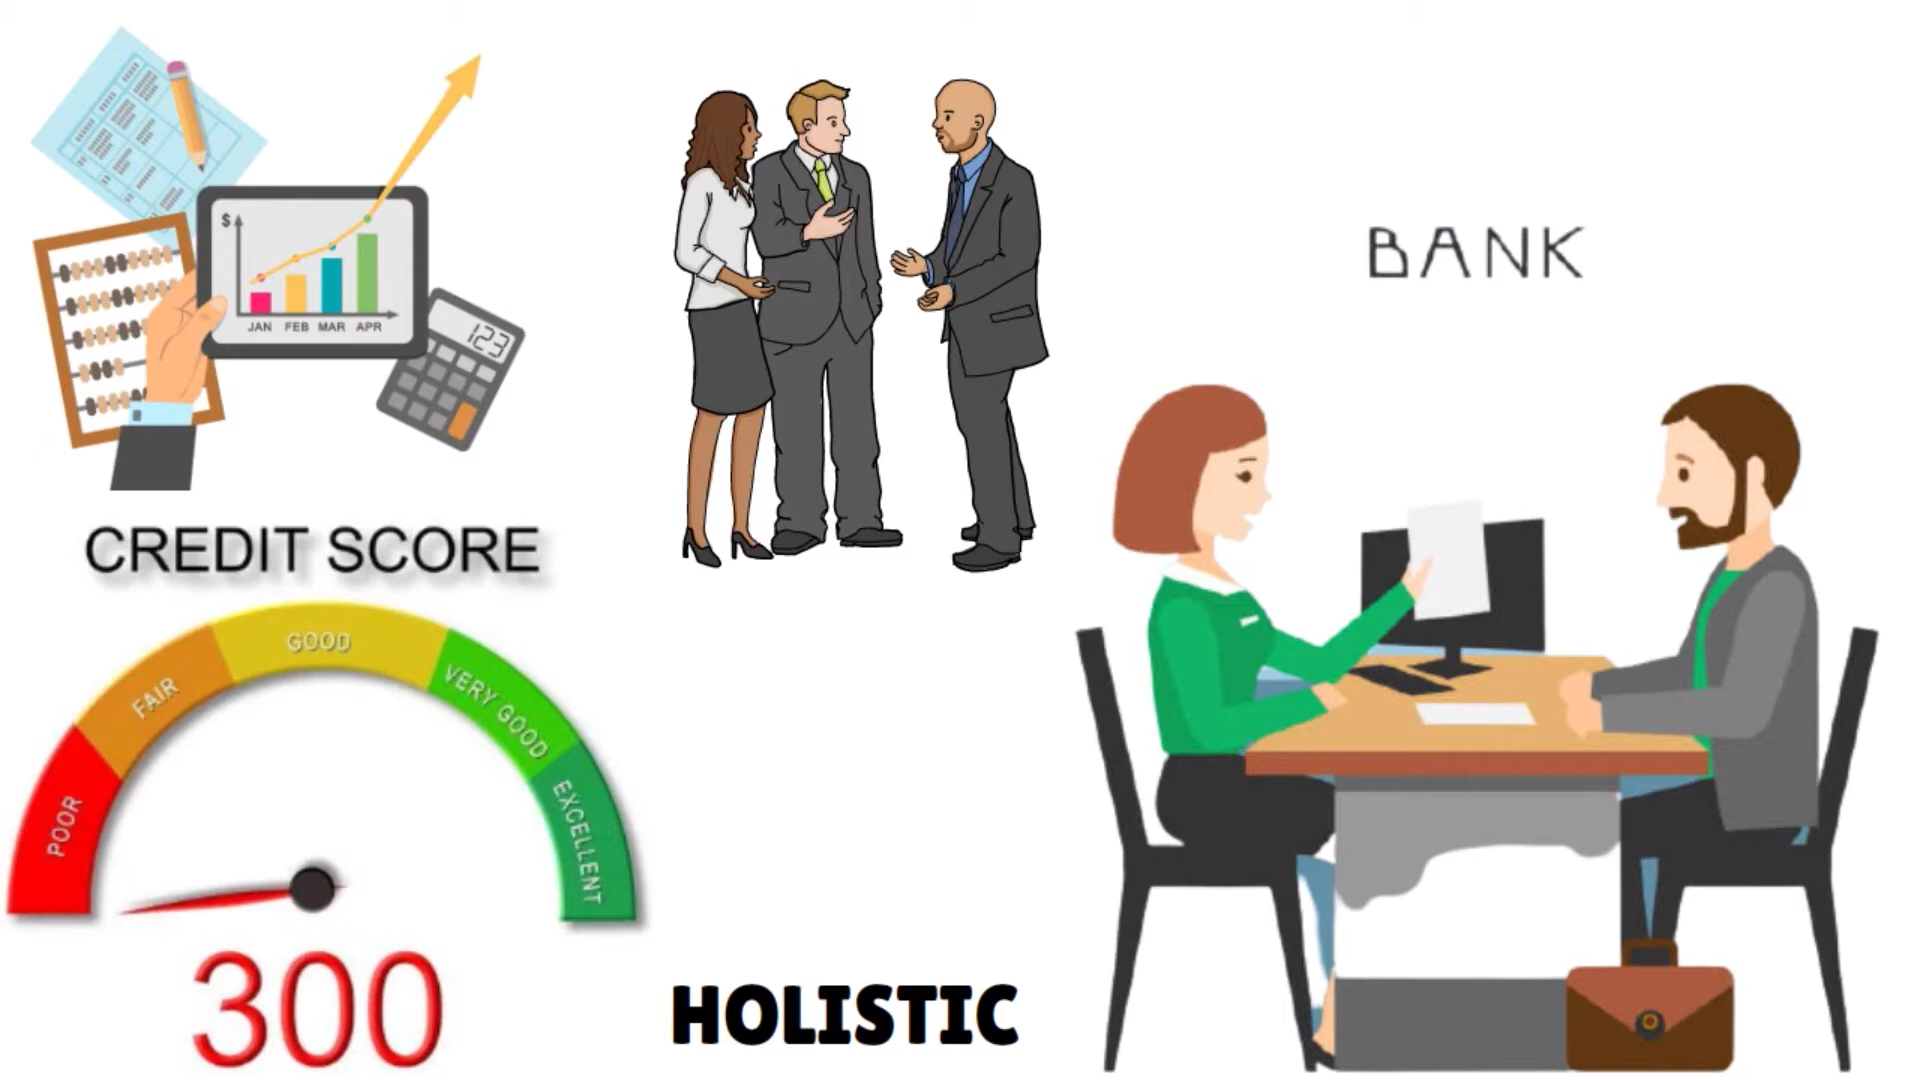 $
JAN FEB MAR APR
123
CREDIT SCORE
POOR
FAIR
GOOD
VERY GOOD
EXCELLENT
300
HOLISTIC
BANK